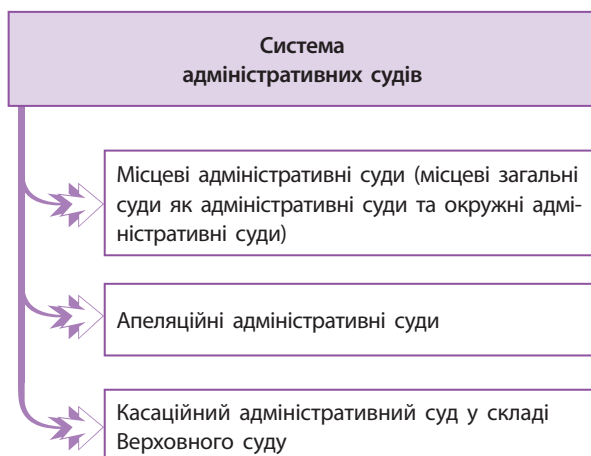 Система
адміністративних судів
Місцеві адміністративні суди (місцеві загальні
суди як адміністративні суди та окружні адмі-
ністративні суди)
Апеляційні адміністративні суди
Касаційний адміністративний суд у складі
Верховного суду